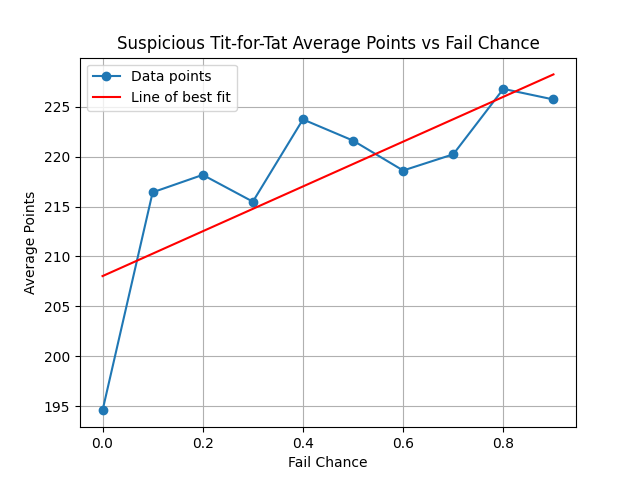 Suspicious Tit-for-Tat Average Points vs Fail Chance
Data points
Line of best fit
225
220
215
210
205
200
195
Average Points
0.0 0.2 0.4 0.6 0.8
Fail Chance